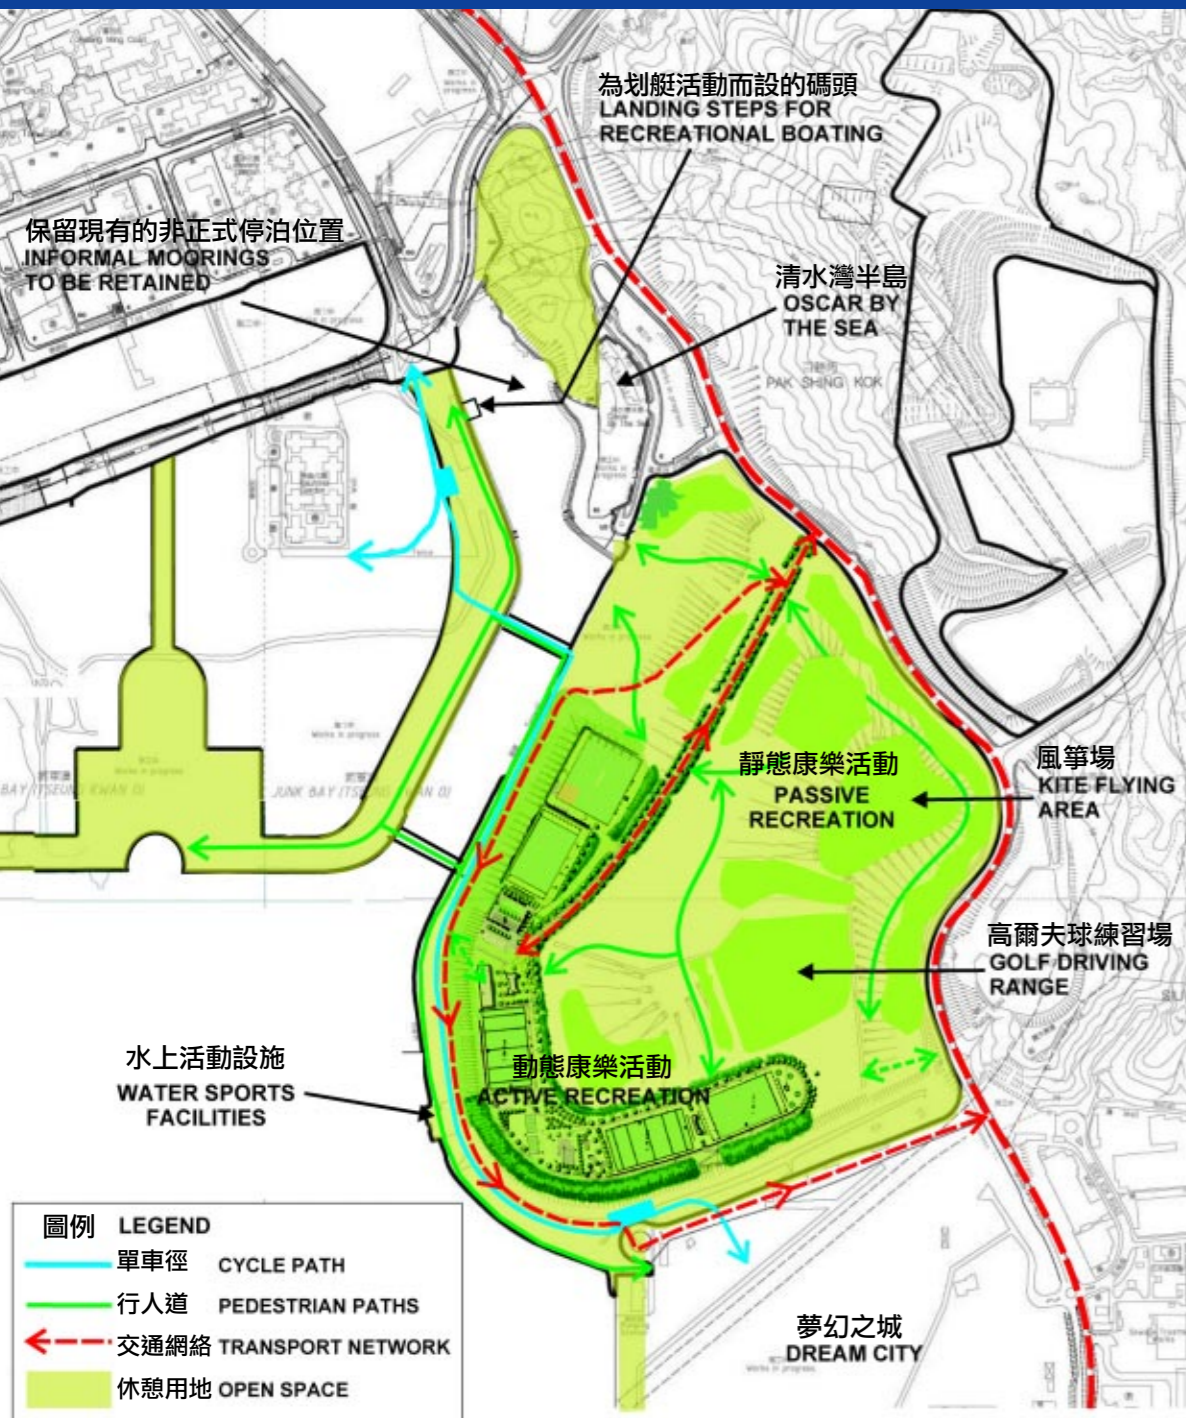 為划艇活動而設的碼頭
LANDING STEPS FOR
RECREATIONAL BOATING
保留現有的非正式停泊位置
INFORMAL MOORINGS
TO BE RETAINED
清水灣半島
OSCAR BY
THE SEA
PAK SHING KOK
Works in progress
JUNK BAY (TSEUNG KWAN O)
靜態康樂活動
PASSIVE
RECREATION
風箏場
KITE FLYING
AREA
高爾夫球練習場
GOLF DRIVING
RANGE
水上活動設施
WATER SPORTS
FACILITIES
動態康樂活動
ACTIVE RECREATION
夢幻之城
DREAM CITY
圖例 LEGEND
單車徑 CYCLE PATH
行人道 PEDESTRIAN PATHS
交通網絡 TRANSPORT NETWORK
休憩用地 OPEN SPACE